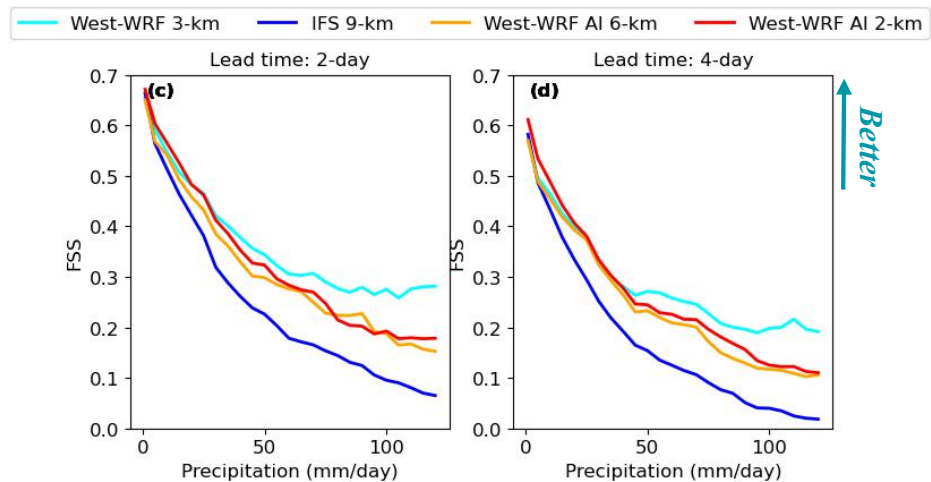 West-WRF 3-km IFS 9-km West-WRF AI 6-km West-WRF AI 2-km
Lead time: 2-day Lead time: 4-day
0.7 0.7
(c) (d)
0.6 0.6
0.5 0.5
0.4 0.4
0.3 0.3
0.2 0.2
0.1 0.1
0.0 0.0
FSS FSS
Better
0 50 100 0 50 100
Precipitation (mm/day) Precipitation (mm/day)